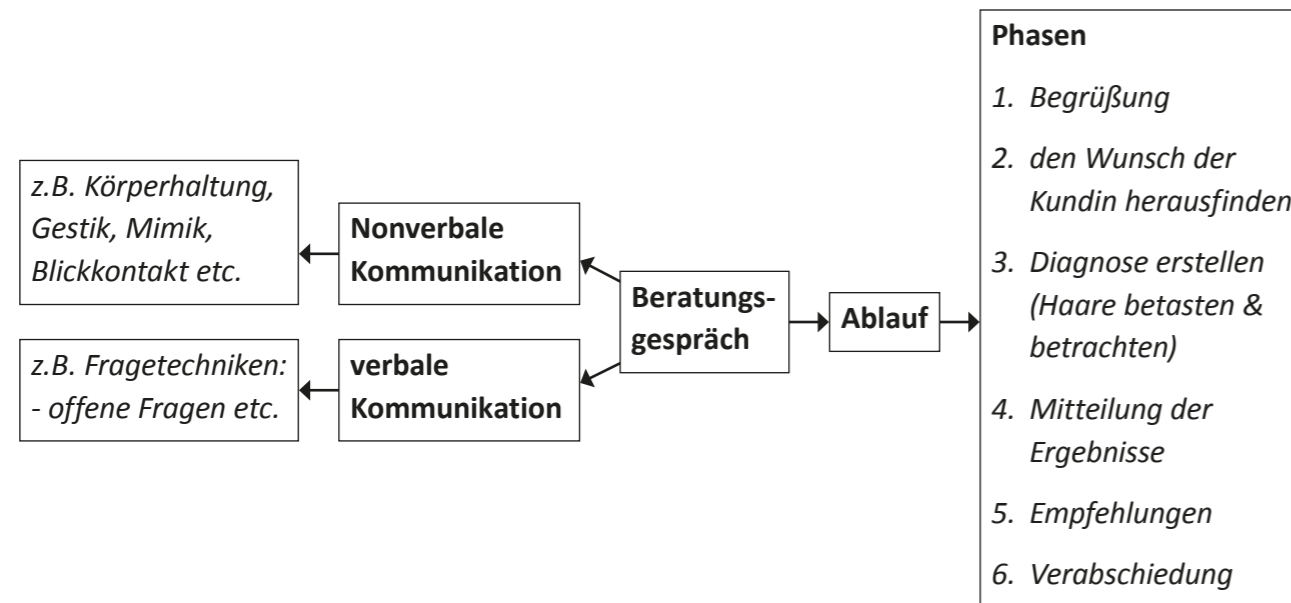 z.B. Körperhaltung,
Gestik, Mimik,
Blickkontakt etc.
Nonverbale
Kommunikation
z.B. Fragetechniken:
- offene Fragen etc.
verbale
Kommunikation
Beratungs-
gespräch
Ablauf
Phasen
1. Begrüßung
2. den Wunsch der
Kundin herausfinden
3. Diagnose erstellen
(Haare betasten &
betrachten)
4. Mitteilung der
Ergebnisse
5. Empfehlungen
6. Verabschiedung